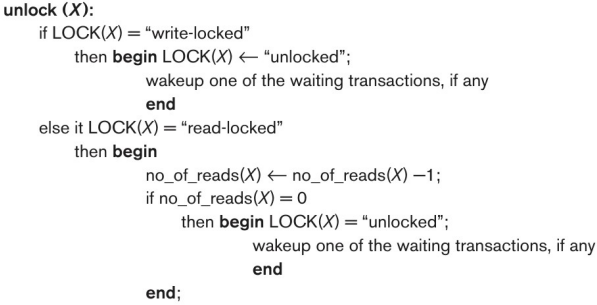 unlock (X):
if LOCK(X) = “write-locked”
then begin LOCK(X) ← “unlocked”;
wakeup one of the waiting transactions, if any
end
else it LOCK(X) = “read-locked”
then begin
no_of_reads(X) ← no_of_reads(X) −1;
if no_of_reads(X) = 0
then begin LOCK(X) = “unlocked”;
wakeup one of the waiting transactions, if any
end
end;